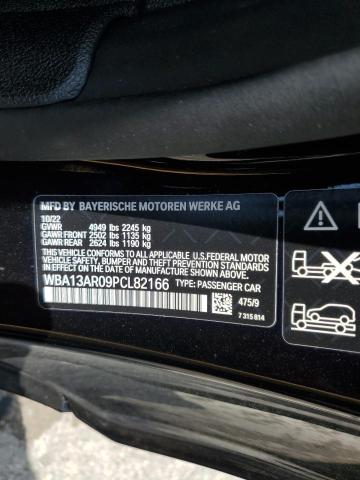 MFD BY BAYERISCHE MOTOREN WERKE AG
10/22
GVWR 4949 lbs 2245 kg
GAWR FRONT 2502 lbs 1135 kg
GAWR REAR 2624 lbs 1190 kg
THIS VEHICLE CONFORMS TO ALL APPLICABLE U.S.FEDERAL MOTOR
VEHICLE SAFETY, BUMPER, AND THEFT PREVENTION STANDARDS IN
EFFECT ON THE DATE OF MANUFACTURE SHOWN ABOVE.
WBA13AR09PCL82166 TYPE: PASSENGER CAR
475/9
7 315 814